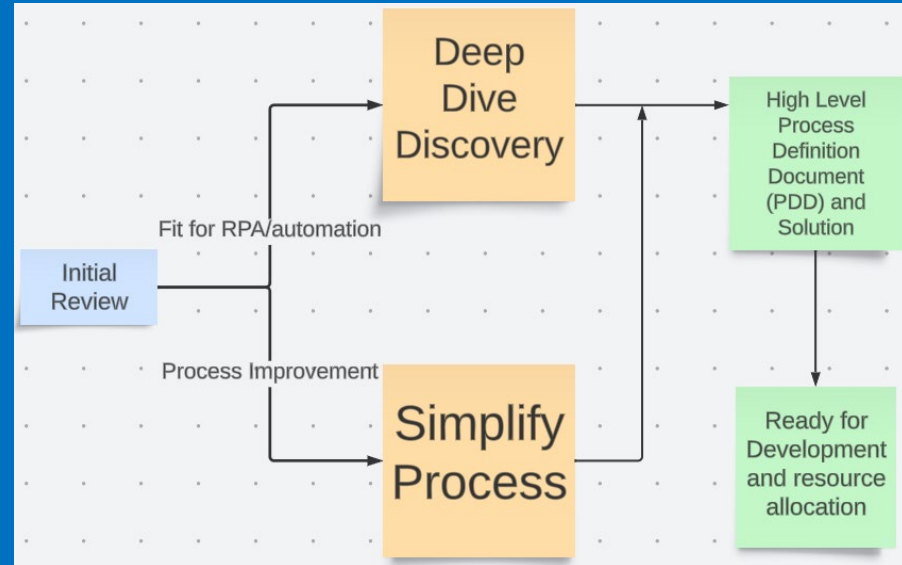 Initial
Review
Fit for RPA/automation
Process Improvement
Deep
Dive
Discovery
Simplify
Process
High Level
Process
Definition
Document
(PDD) and
Solution
Ready for
Development
and resource
allocation